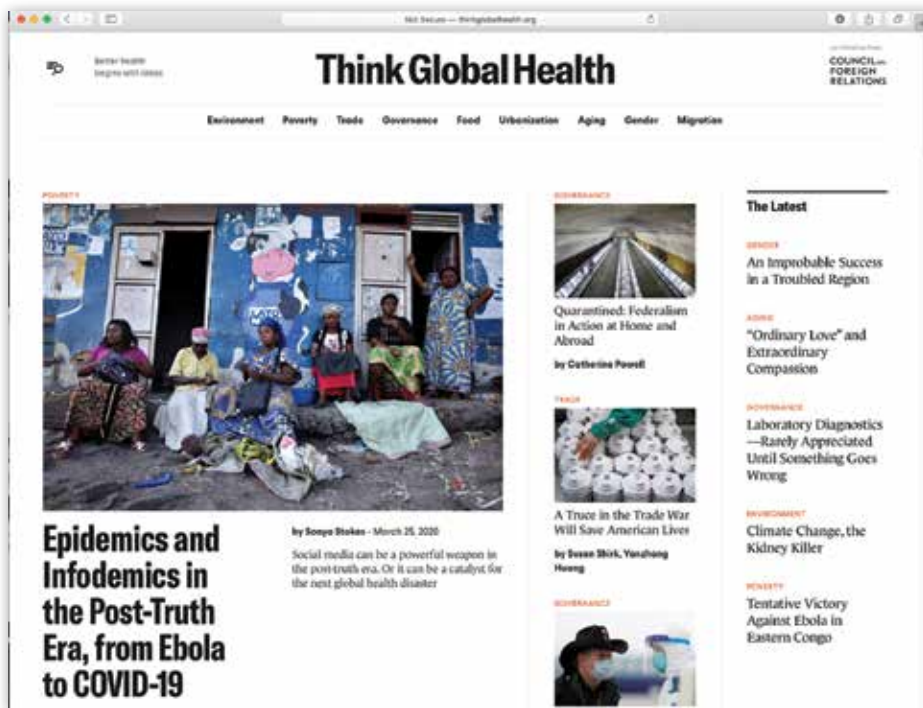 Not Secure — thinkglobalhealth.org
Better health
begins with ideas
Think Global Health
COUNCIL on
FOREIGN
RELATIONS
Environment Poverty Trade Governance Food Urbanization Aging Gender Migration
POVERTY
Epidemics and
Infodemics in
the Post-Truth
Era, from Ebola
to COVID-19
by Sonya Stokes - March 25, 2020
Social media can be a powerful weapon in
the post-truth era. Or it can be a catalyst for
the next global health disaster
GOVERNANCE
Quarantined: Federalism
in Action at Home and
Abroad
by Catherine Powell
TRADE
A Truce in the Trade War
Will Save American Lives
by Susan Shirk, Yanzhong
Huang
GOVERNANCE
The Latest
GENDER
An Improbable Success
in a Troubled Region
AGING
“Ordinary Love” and
Extraordinary
Compassion
GOVERNANCE
Laboratory Diagnostics
—Rarely Appreciated
Until Something Goes
Wrong
ENVIRONMENT
Climate Change, the
Kidney Killer
POVERTY
Tentative Victory
Against Ebola in
Eastern Congo